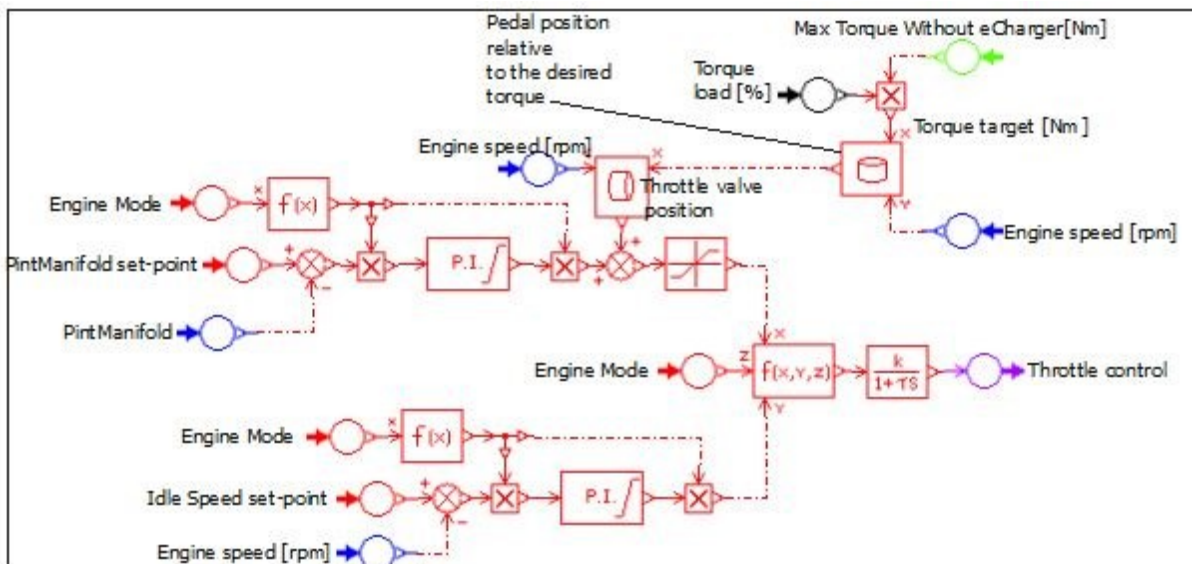 Pedal position
relative
to the desired
torque
Max Torque Without eCharger[Nm]
Torque
load [%]
X
Torque target [Nm]
Y
Engine speed [rpm]
Engine speed [rpm]
X
Throttle valve
position
Engine Mode
x
f(x)
PintManifold set-point
+
-
P.I.
+
+
PintManifold
X
Engine Mode
z
f(X,Y,z)
Y
k
1+τS
Throttle control
Engine Mode
x
f(x)
Idle Speed set-point
+
-
P.I.
Engine speed [rpm]